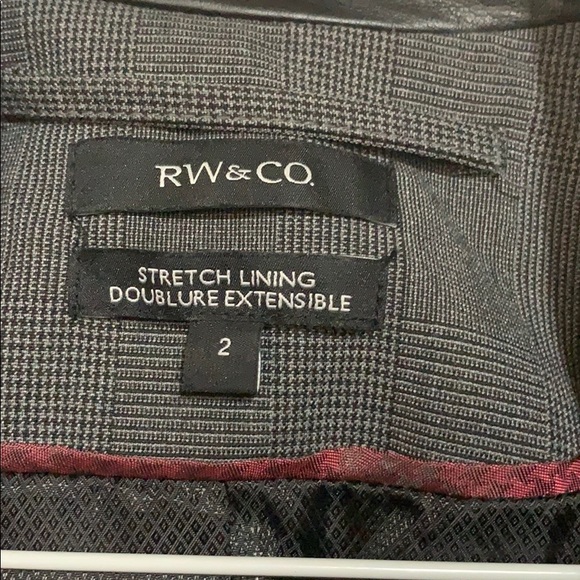 RW&CO.
STRETCH LINING
DOUBLURE EXTENSIBLE
2